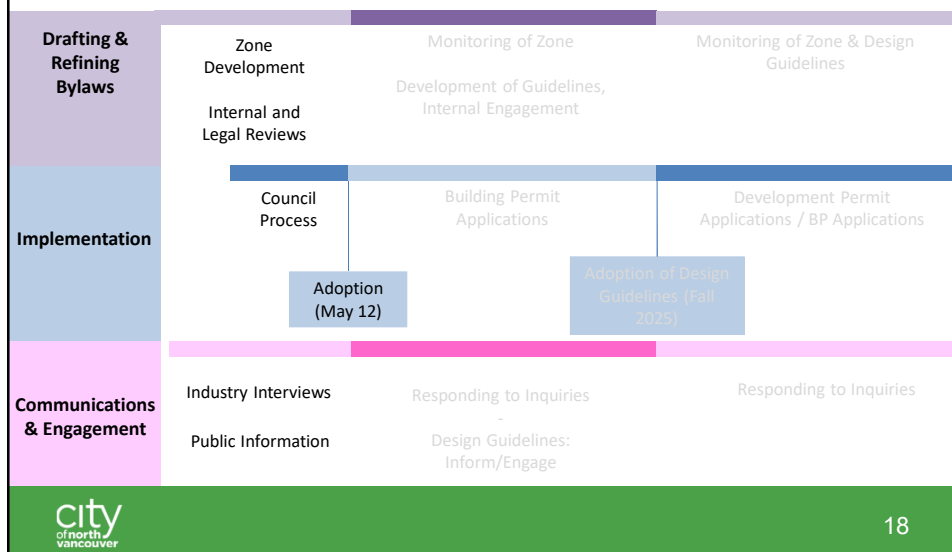 Drafting &
Refining
Bylaws
Zone
Development
Internal and
Legal Reviews
Monitoring of Zone
Development of Guidelines,
Internal Engagement
Monitoring of Zone & Design
Guidelines
Implementation
Council
Process
Adoption
(May 12)
Building Permit
Applications
Adoption of Design
Guidelines (Fall
2025)
Development Permit
Applications / BP Applications
Communications
& Engagement
Industry Interviews
Public Information
Responding to Inquiries
-
Design Guidelines:
Inform/Engage
Responding to Inquiries
city
of north
vancouver
18